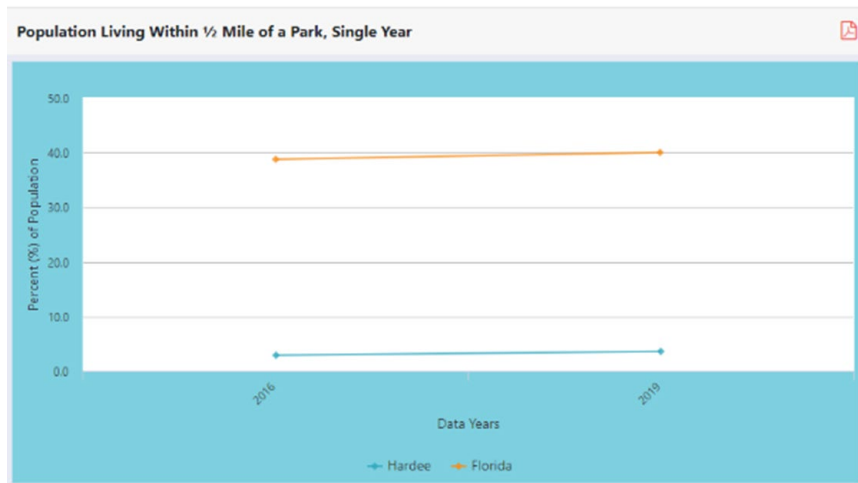 Population Living Within ½ Mile of a Park, Single Year
50.0
40.0
30.0
20.0
10.0
0.0
Percent (%) of Population
2016
2019
Data Years
Hardee
Florida